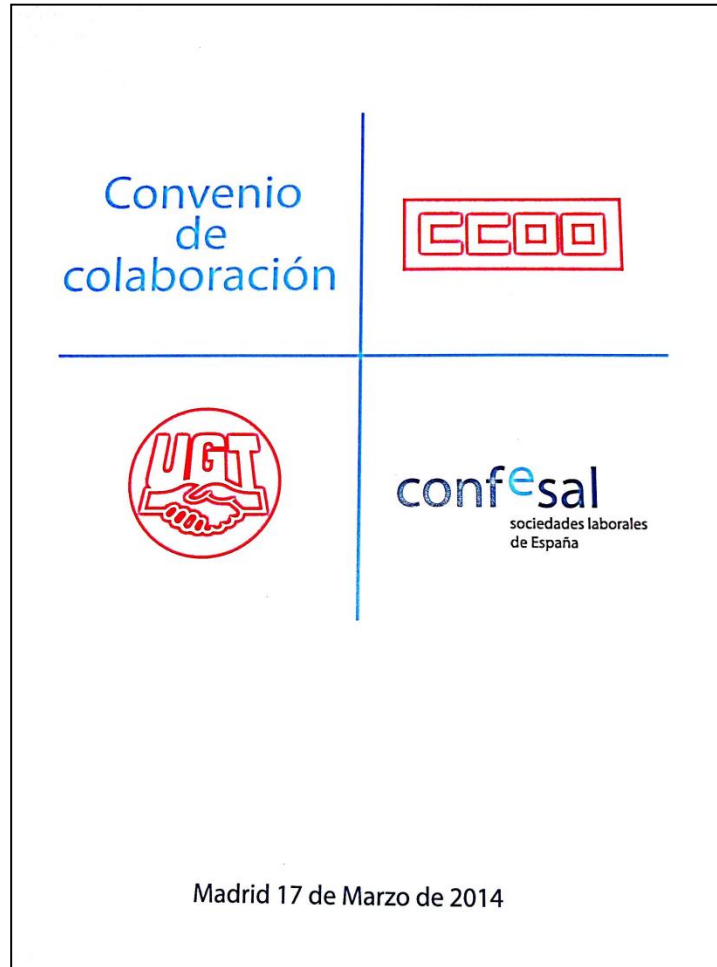 Convenio
de
colaboración
CCOO
UGT
confesal
sociedades laborales
de España
Madrid 17 de Marzo de 2014